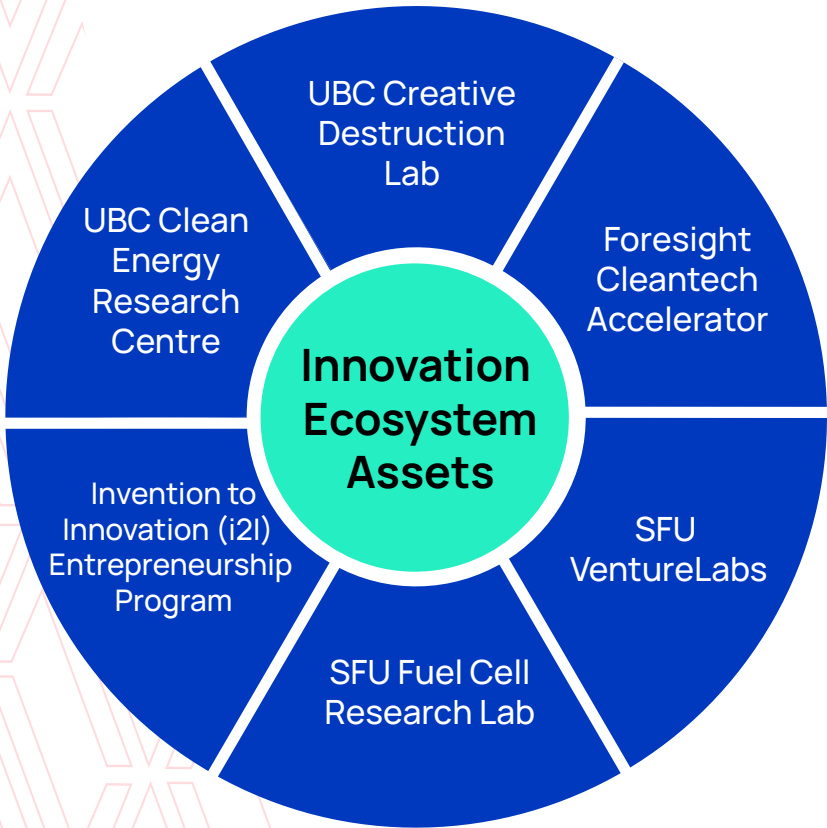 UBC Creative
Destruction
Lab
Foresight
Cleantech
Accelerator
SFU
VentureLabs
SFU Fuel Cell
Research Lab
Invention to
Innovation (i2I)
Entrepreneurship
Program
UBC Clean
Energy
Research
Centre
Innovation
Ecosystem
Assets